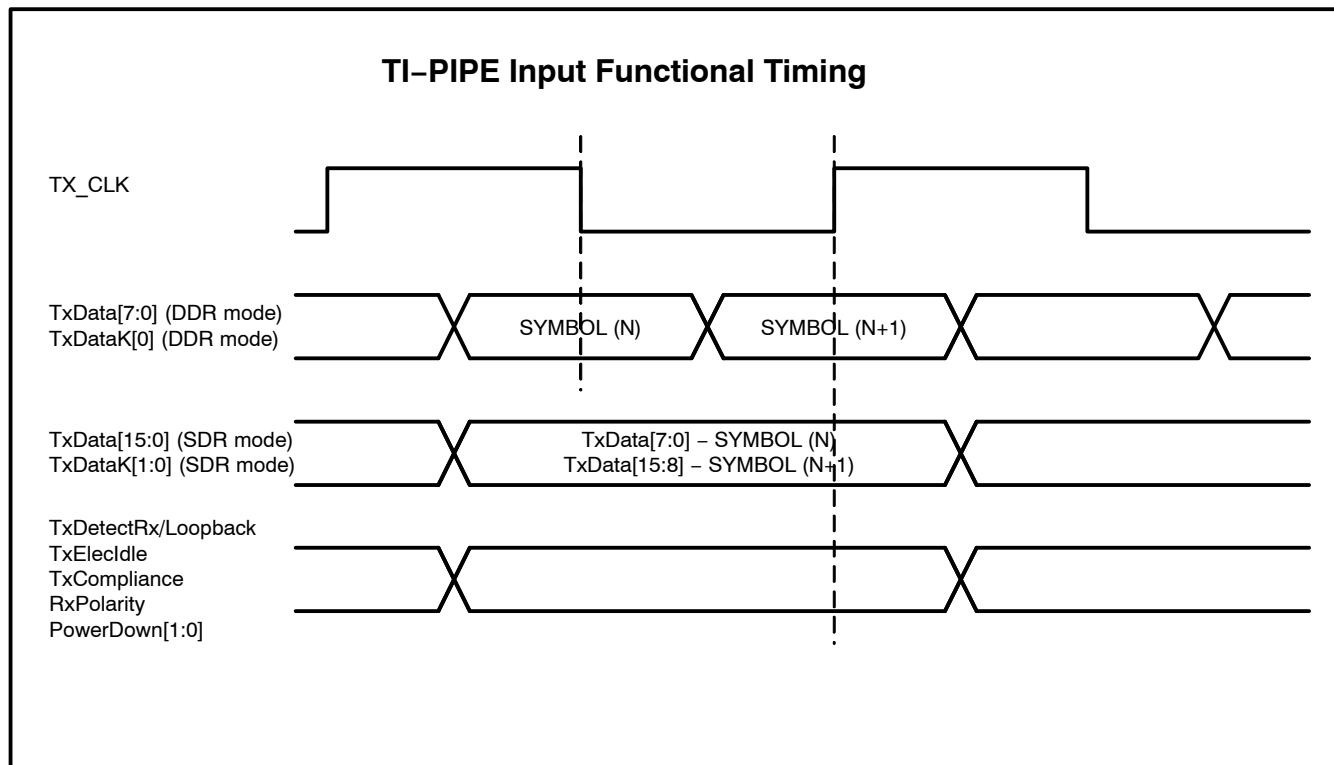 TI−PIPE Input Functional Timing
TX_CLK
TxData[7:0] (DDR mode)
TxDataK[0] (DDR mode)
SYMBOL (N)
SYMBOL (N+1)
TxData[15:0] (SDR mode)
TxDataK[1:0] (SDR mode)
TxData[7:0] − SYMBOL (N)
TxData[15:8] − SYMBOL (N+1)
TxDetectRx/Loopback
TxElecIdle
TxCompliance
RxPolarity
PowerDown[1:0]